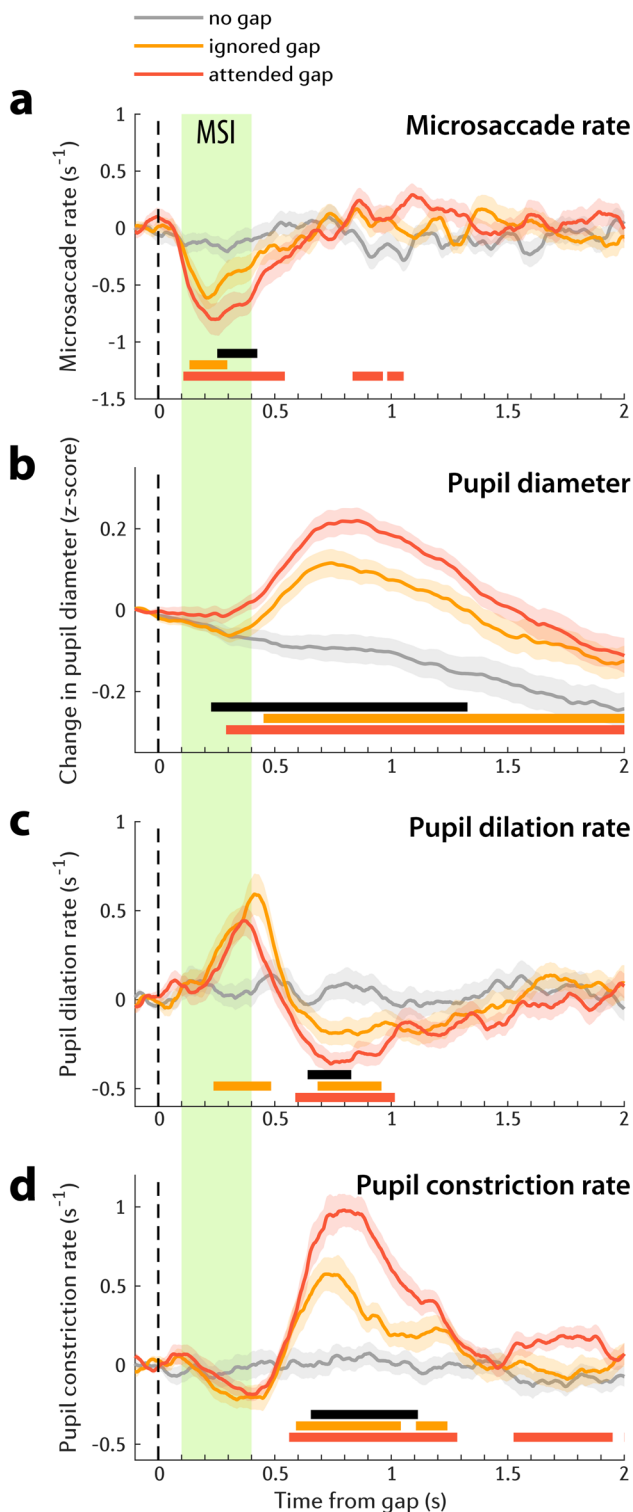 no gap
ignored gap
attended gap
a
MSI
Microsaccade rate
Microsaccade rate (s⁻¹)
1
0.5
0
-0.5
-1
-1.5
0
0.5
1
1.5
2
b
Pupil diameter
Change in pupil diameter (z-score)
0.2
0
-0.2
0
0.5
1
1.5
2
c
Pupil dilation rate
Pupil dilation rate (s⁻¹)
1
0.5
0
-0.5
0
0.5
1
1.5
2
d
Pupil constriction rate
Pupil constriction rate (s⁻¹)
1
0.5
0
-0.5
0
0.5
1
1.5
2
Time from gap (s)